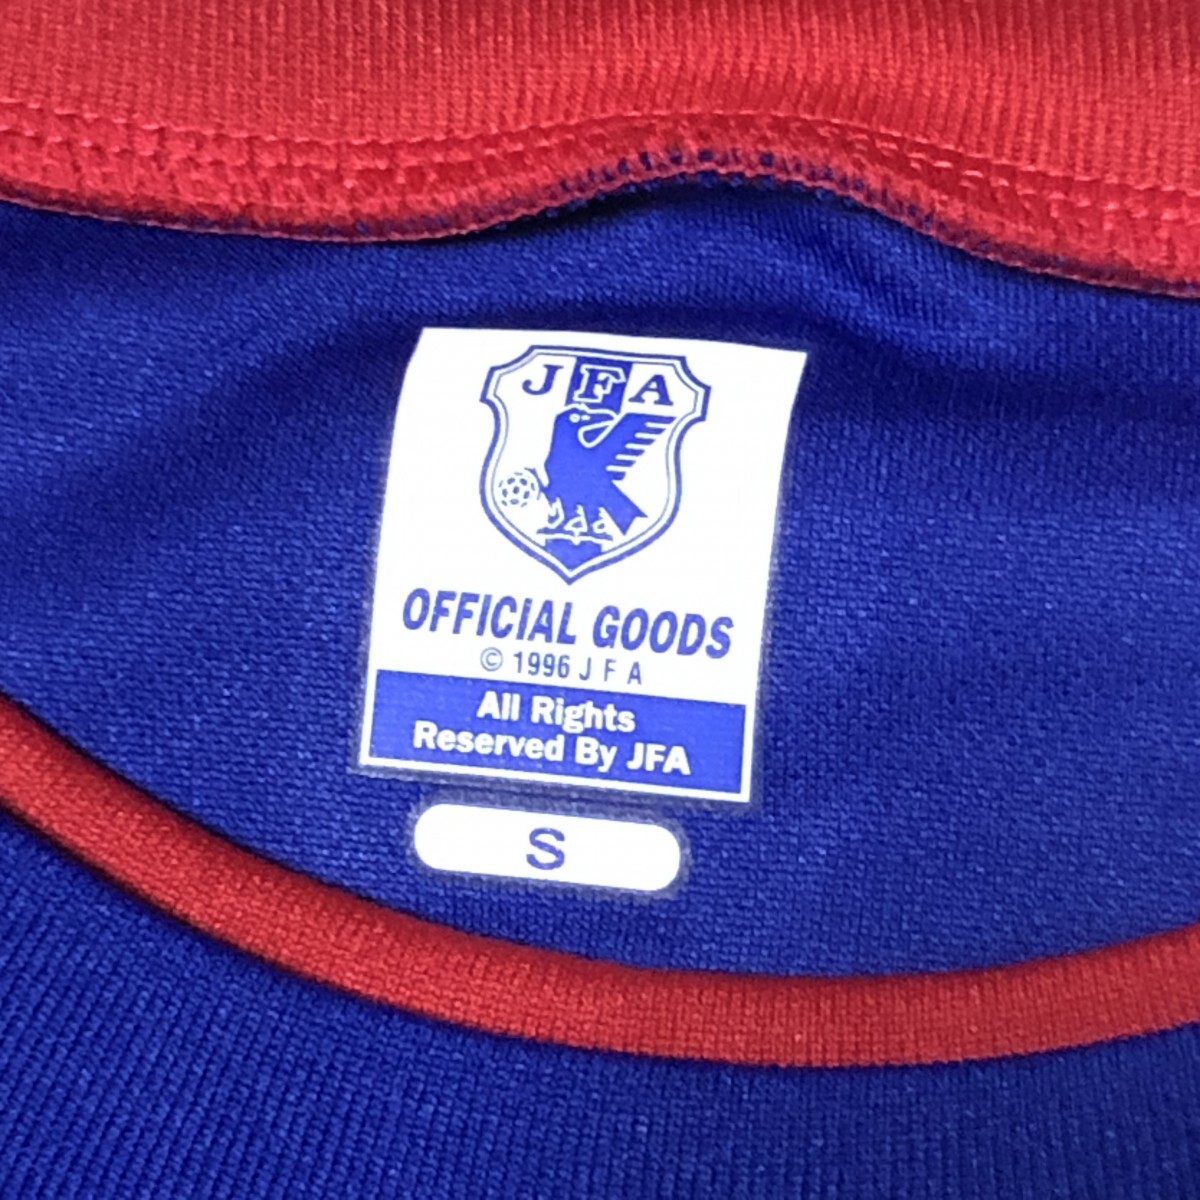 JFA
OFFICIAL GOODS
© 1996 J F A
All Rights
Reserved By JFA
S